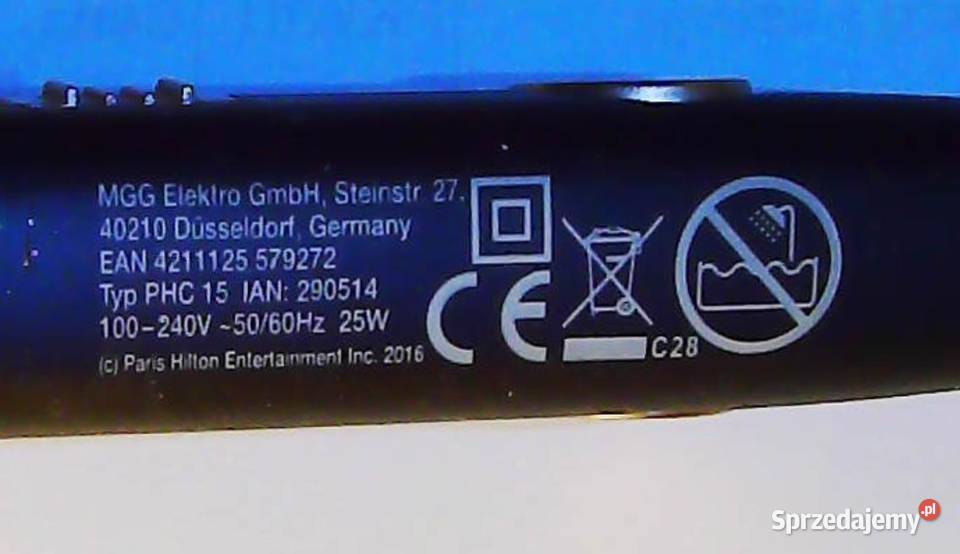 MGG Elektro GmbH, Steinstr. 27,
40210 Düsseldorf, Germany
EAN 4211125 579272
Typ PHC 15 IAN: 290514
100-240V ~50/60Hz 25W
(c) Paris Hilton Entertainment Inc. 2016
CE
C28
Sprzedajemy.pl